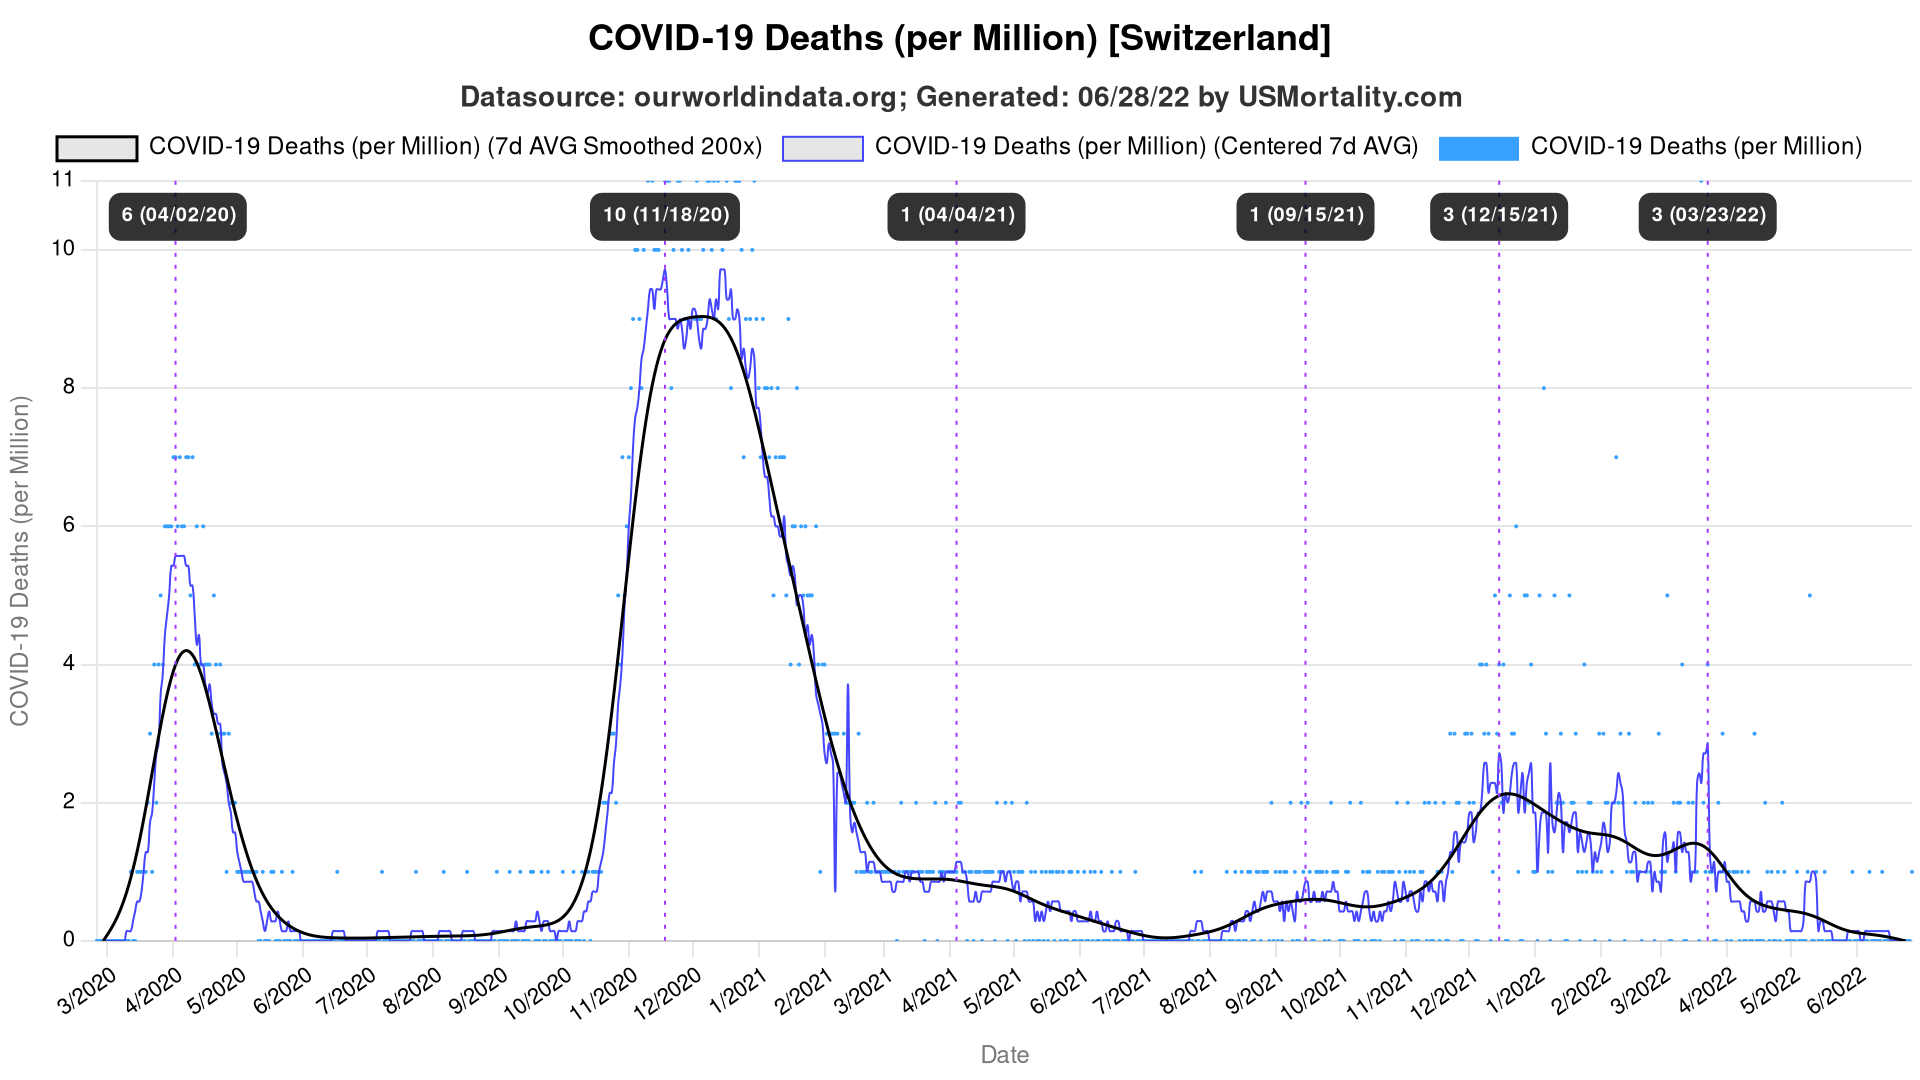 COVID-19 Deaths (per Million) [Switzerland]
Datasource: ourworldindata.org; Generated: 06/28/22 by USMortality.com
COVID-19 Deaths (per Million) (7d AVG Smoothed 200x) COVID-19 Deaths (per Million) (Centered 7d AVG) COVID-19 Deaths (per Million)
11
6 (04/02/20) 10 (11/18/20) 1 (04/04/21) 1 (09/15/21) 3 (12/15/21) 3 (03/23/22)
10
8
6
4
2
0
COVID-19 Deaths (per Million)
3/2020 4/2020 5/2020 6/2020 7/2020 8/2020 9/2020 10/2020 11/2020 12/2020 1/2021 2/2021 3/2021 4/2021 5/2021 6/2021 7/2021 8/2021 9/2021 10/2021 11/2021 12/2021 1/2022 2/2022 3/2022 4/2022 5/2022 6/2022
Date